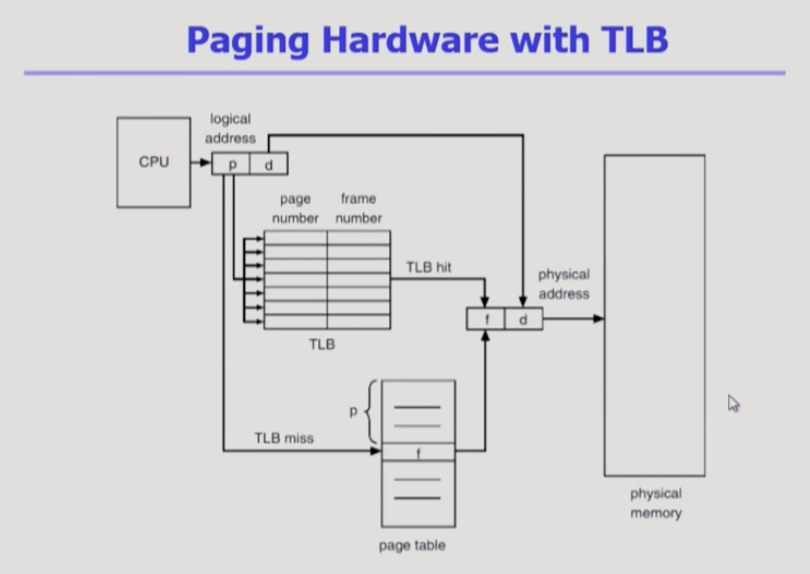 Paging Hardware with TLB
logical
address
CPU
p d
page frame
number number
TLB hit
physical
address
f d
TLB
p
TLB miss
f
physical
memory
page table